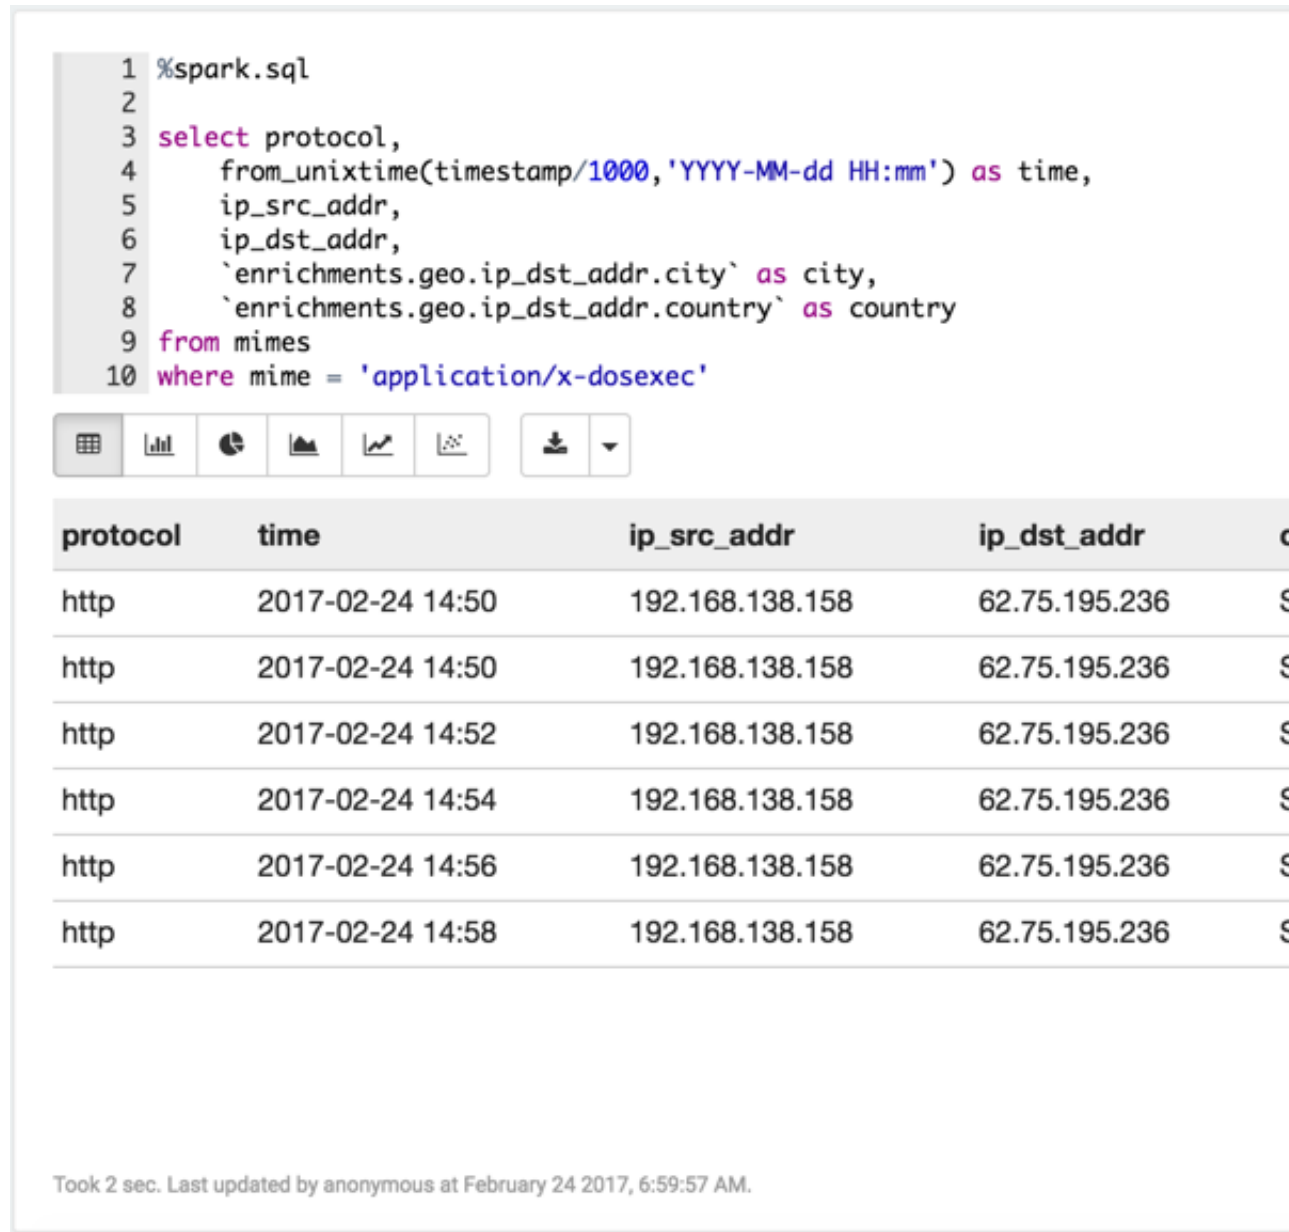 1 %spark.sql
2
3 select protocol,
4 from_unixtime(timestamp/1000,'YYYY-MM-dd HH:mm') as time,
5 ip_src_addr,
6 ip_dst_addr,
7 `enrichments.geo.ip_dst_addr.city` as city,
8 `enrichments.geo.ip_dst_addr.country` as country
9 from mimes
10 where mime = 'application/x-dosexec'
protocol time ip_src_addr ip_dst_addr
http 2017-02-24 14:50 192.168.138.158 62.75.195.236
http 2017-02-24 14:50 192.168.138.158 62.75.195.236
http 2017-02-24 14:52 192.168.138.158 62.75.195.236
http 2017-02-24 14:54 192.168.138.158 62.75.195.236
http 2017-02-24 14:56 192.168.138.158 62.75.195.236
http 2017-02-24 14:58 192.168.138.158 62.75.195.236
Took 2 sec. Last updated by anonymous at February 24 2017, 6:59:57 AM.